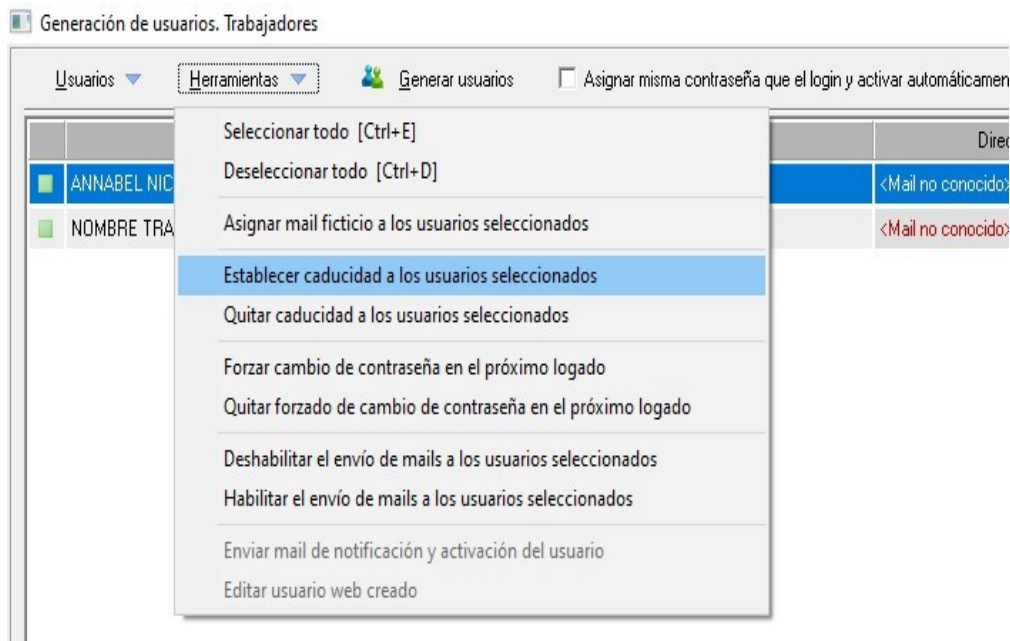 Generación de usuarios. Trabajadores
Usuarios Herramientas Generar usuarios Asignar misma contraseña que el login y activar automáticamen
Direc
ANNABEL NIC <Mail no conocido>
NOMBRE TRA <Mail no conocido>
Seleccionar todo [Ctrl+E]
Deseleccionar todo [Ctrl+D]
Asignar mail ficticio a los usuarios seleccionados
Establecer caducidad a los usuarios seleccionados
Quitar caducidad a los usuarios seleccionados
Forzar cambio de contraseña en el próximo logado
Quitar forzado de cambio de contraseña en el próximo logado
Deshabilitar el envío de mails a los usuarios seleccionados
Habilitar el envío de mails a los usuarios seleccionados
Enviar mail de notificación y activación del usuario
Editar usuario web creado